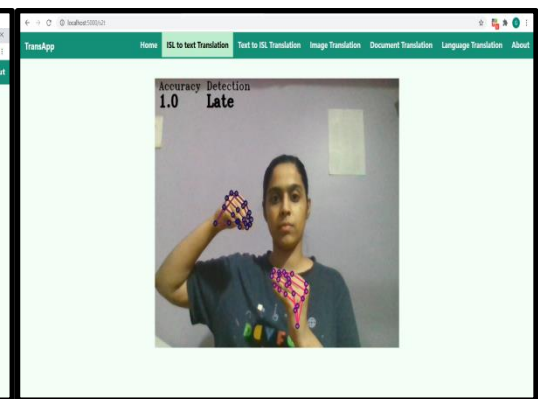 localhost:5000/s2t
TransApp Home ISL to text Translation Text to ISL Translation Image Translation Document Translation Language Translation About
Accuracy Detection
1.0 Late